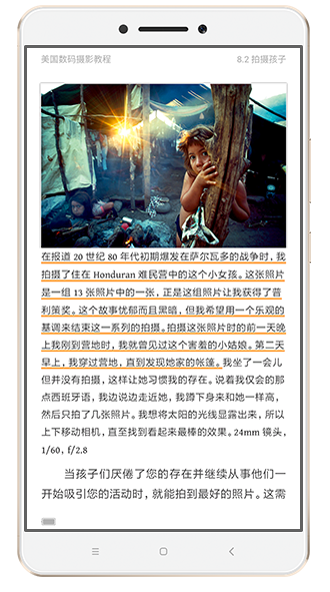 美国数码摄影教程
8.2 拍摄孩子
在报道 20 世纪 80 年代初期爆发在萨尔瓦多的战争时，我
拍摄了住在 Honduran 难民营中的这个小女孩。这张照片
是一组 13 张照片中的一张，正是这组照片让我获得了普
利策奖。这个故事忧郁而且黑暗，但我希望用一个乐观的
基调来结束这一系列的拍摄。拍摄这张照片时的前一天晚
上我刚到营地时，我就曾见过这个害羞的小姑娘。第二天
早上，我穿过营地，直到发现她家的帐篷。我坐了一会儿
但并没有拍摄，这样让她习惯我的存在。说着我仅会的那
点西班牙语，我边说边走近她，我蹲下身来和她一样高，
然后只拍了几张照片。我想将太阳的光线显露出来，所以
上下移动相机，直至找到看起来最棒的效果。24mm 镜头，
1/60，f/2.8
当孩子们厌倦了您的存在并继续从事他们一
开始吸引您的活动时，就能拍到最好的照片。这需